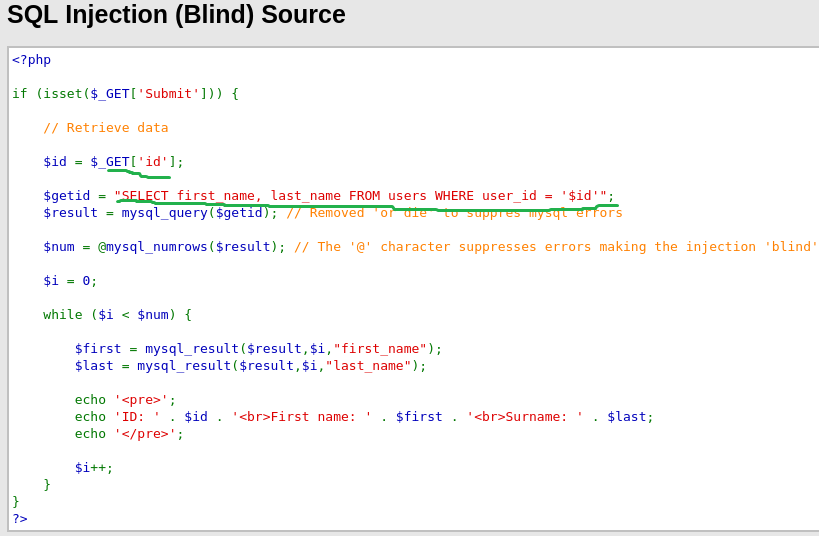 SQL Injection (Blind) Source
<?php
if (isset($_GET['Submit'])) {
// Retrieve data
$id = $_GET['id'];
$getid = "SELECT first_name, last_name FROM users WHERE user_id = '$id'";
$result = mysql_query($getid); // Removed 'or die' to suppres mysql errors
$num = @mysql_numrows($result); // The '@' character suppresses errors making the injection 'blind'
$i = 0;
while ($i < $num) {
$first = mysql_result($result,$i,"first_name");
$last = mysql_result($result,$i,"last_name");
echo '<pre>';
echo 'ID: ' . $id . '<br>First name: ' . $first . '<br>Surname: ' . $last;
echo '</pre>';
$i++;
}
}
?>